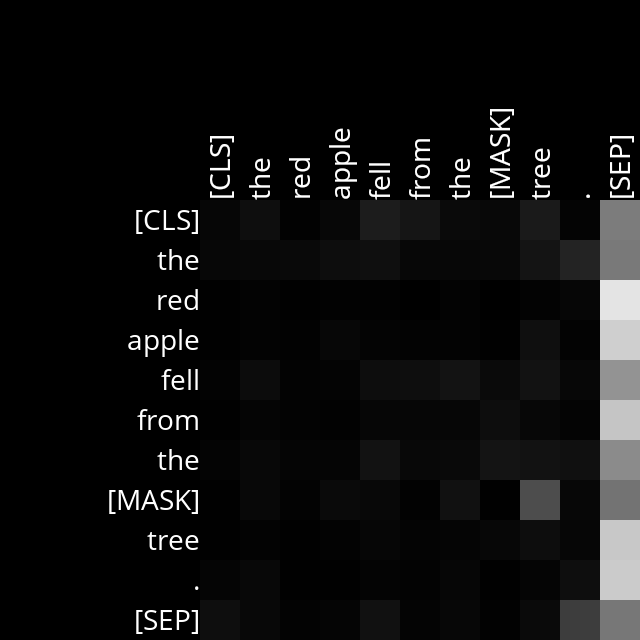 [CLS] the red apple fell from the [MASK] tree . [SEP]
[CLS]
the
red
apple
fell
from
the
[MASK]
tree
.
[SEP]